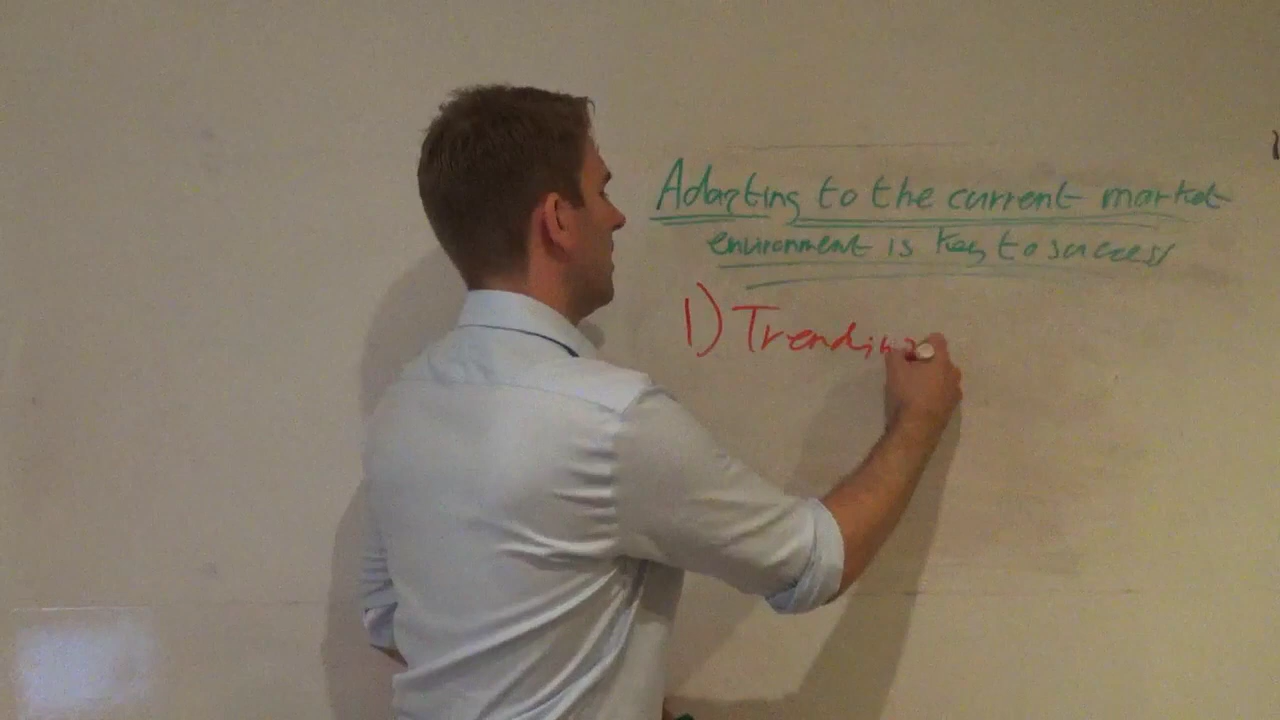 Adapting to the current market
environment is key to success
1) Trending